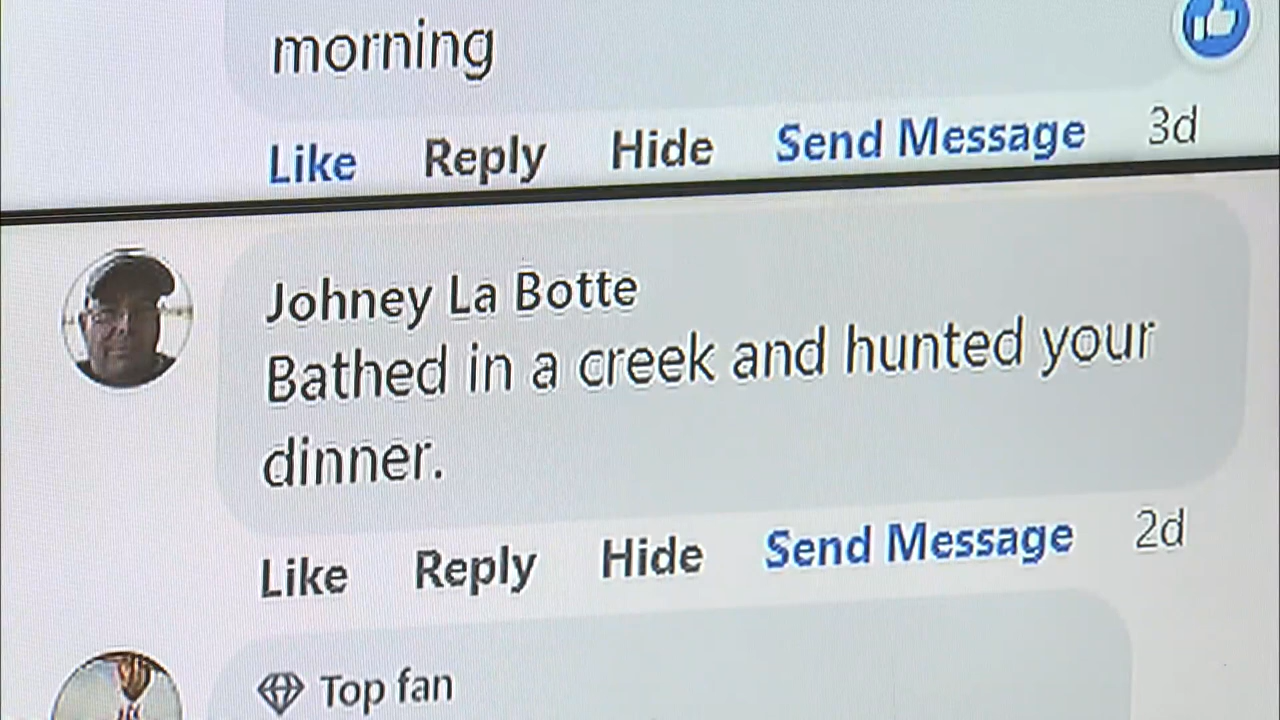 morning
Like Reply Hide Send Message 3d
Johney La Botte
Bathed in a creek and hunted your
dinner.
Like Reply Hide Send Message 2d
Top fan